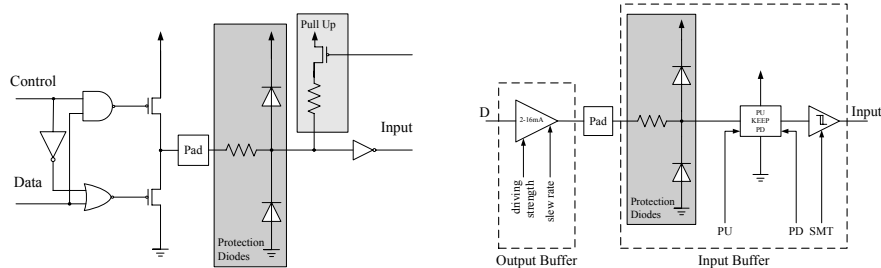 Control
Data
Pad
Protection
Diodes
Pull Up
Input
D
2-16mA
driving
strength
slew rate
Output Buffer
Pad
Protection
Diodes
PU
KEEP
PD
PU
PD
SMT
Input
Input Buffer